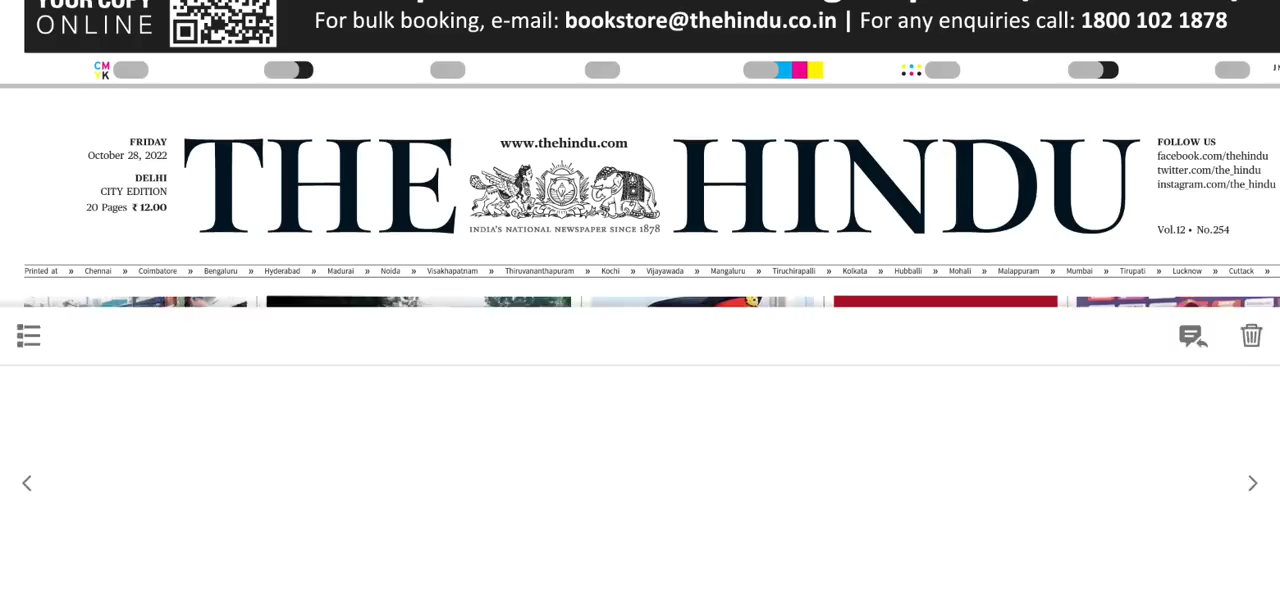 YOUR COPY
ONLINE
For bulk booking, e-mail: bookstore@thehindu.co.in | For any enquiries call: 1800 102 1878
CM
YK
FRIDAY
October 28, 2022
DELHI
CITY EDITION
20 Pages ₹ 12.00
THE HINDU
www.thehindu.com
INDIA'S NATIONAL NEWSPAPER SINCE 1878
FOLLOW US
facebook.com/thehindu
twitter.com/the_hindu
instagram.com/the_hindu
Vol.12 • No.254
Printed at » Chennai » Coimbatore » Bengaluru » Hyderabad » Madurai » Noida » Visakhapatnam » Thiruvananthapuram » Kochi » Vijayawada » Mangaluru » Tiruchirapalli » Kolkata » Hubballi » Mohali » Malappuram » Mumbai » Tirupati » Lucknow » Cuttack »